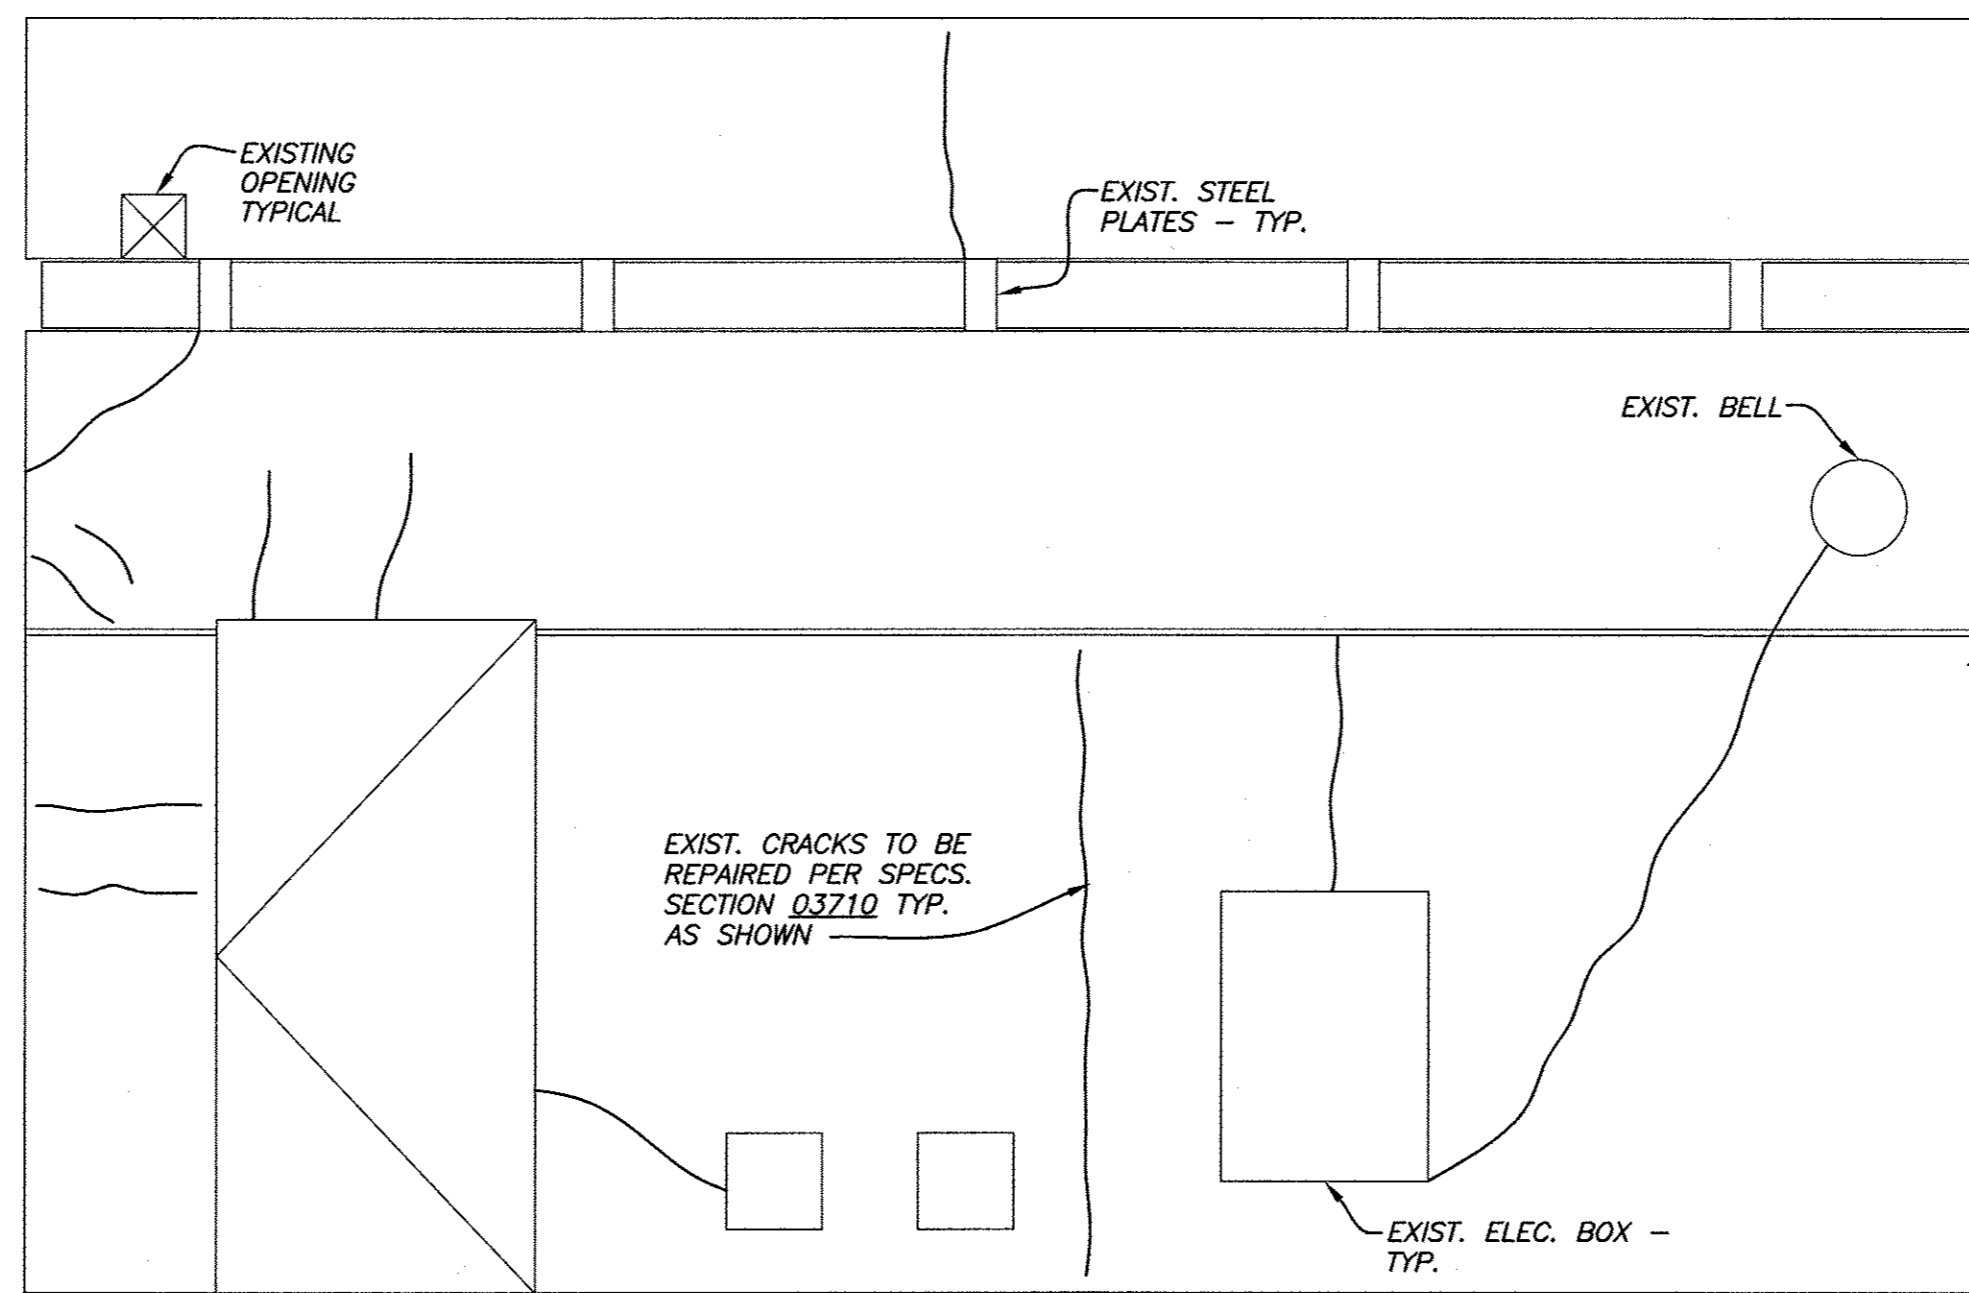 EXISTING
OPENING
TYPICAL
EXIST. STEEL
PLATES – TYP.
EXIST. BELL
EXIST. CRACKS TO BE
REPAIRED PER SPECS.
SECTION 03710 TYP.
AS SHOWN
EXIST. ELEC. BOX –
TYP.